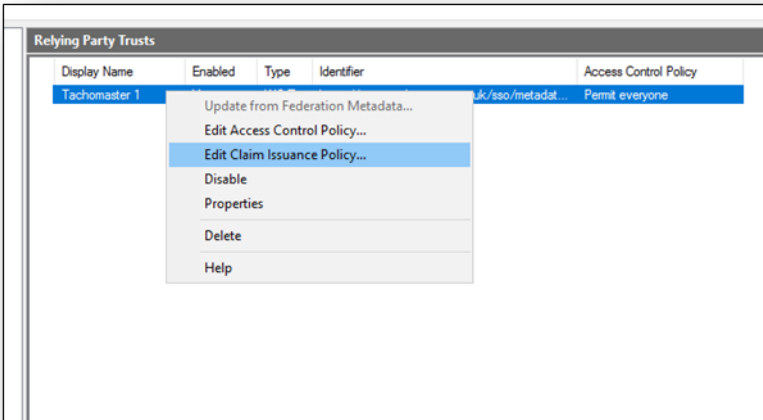 Relying Party Trusts
Display Name Enabled Type Identifier Access Control Policy
Tachomaster 1 uk/sso/metadat... Permit everyone
Update from Federation Metadata...
Edit Access Control Policy...
Edit Claim Issuance Policy...
Disable
Properties
Delete
Help